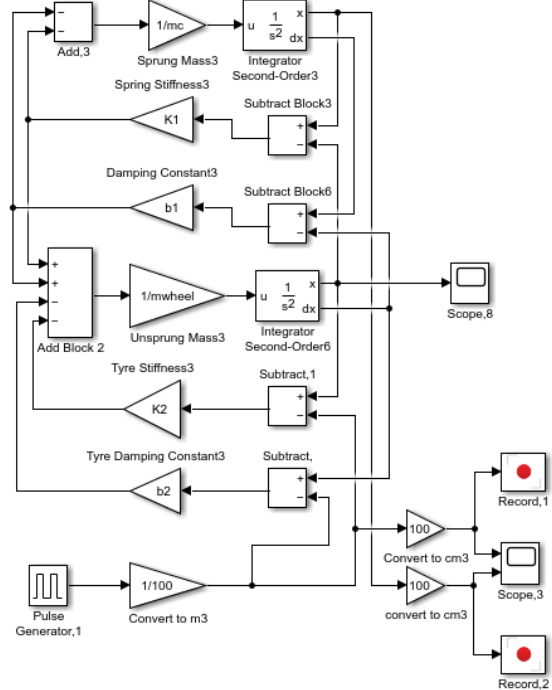 −
−
Add,3
1/mc
Sprung Mass3
u
1
s2
x
dx
Integrator
Second-Order3
Spring Stiffness3
K1
Subtract Block3
+
−
Damping Constant3
b1
Subtract Block6
+
−
+
+
−
−
Add Block 2
1/mwheel
Unsprung Mass3
u
1
s2
x
dx
Integrator
Second-Order6
Scope,8
Tyre Stiffness3
K2
Subtract,1
+
−
Tyre Damping Constant3
b2
Subtract,
+
−
Record,1
100
Convert to cm3
Scope,3
Pulse
Generator,1
1/100
Convert to m3
100
convert to cm3
Record,2